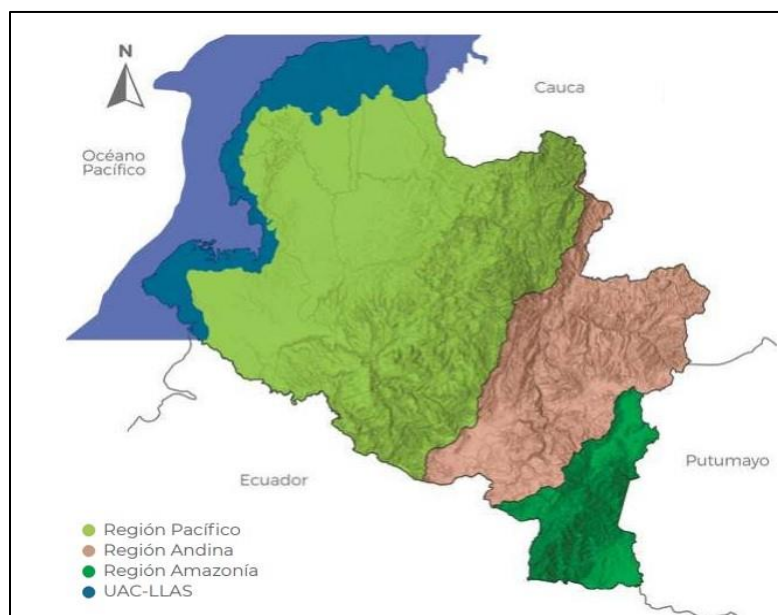 N
Cauca
Océano
Pacífico
Ecuador
Putumayo
Región Pacífico
Región Andina
Región Amazonía
UAC-LLAS